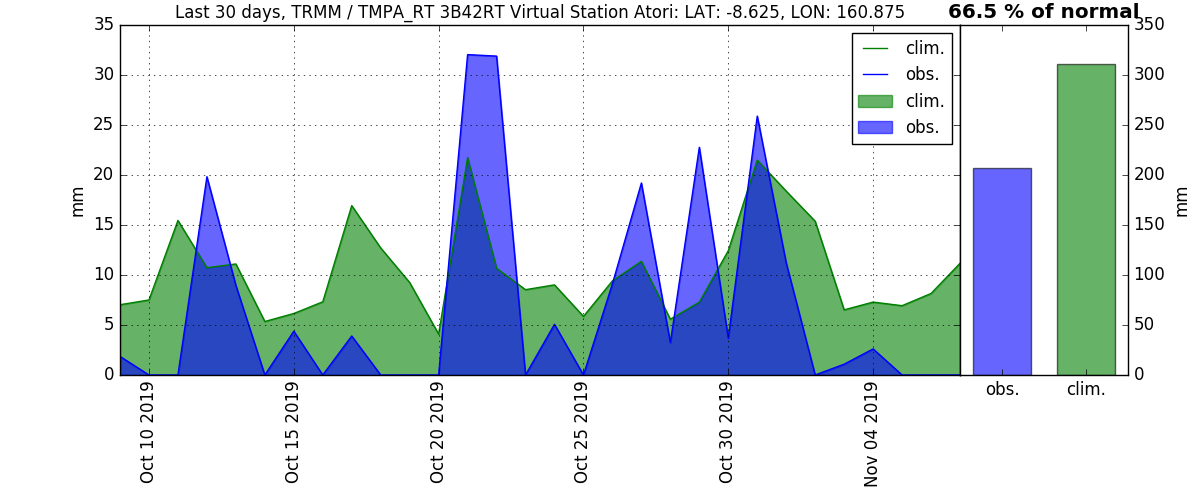 Last 30 days, TRMM / TMPA_RT 3B42RT Virtual Station Atori: LAT: -8.625, LON: 160.875
66.5 % of normal
35
30
25
20
15
10
5
0
mm
clim.
obs.
clim.
obs.
350
300
250
200
150
100
50
0
mm
Oct 10 2019
Oct 15 2019
Oct 20 2019
Oct 25 2019
Oct 30 2019
Nov 04 2019
obs.
clim.